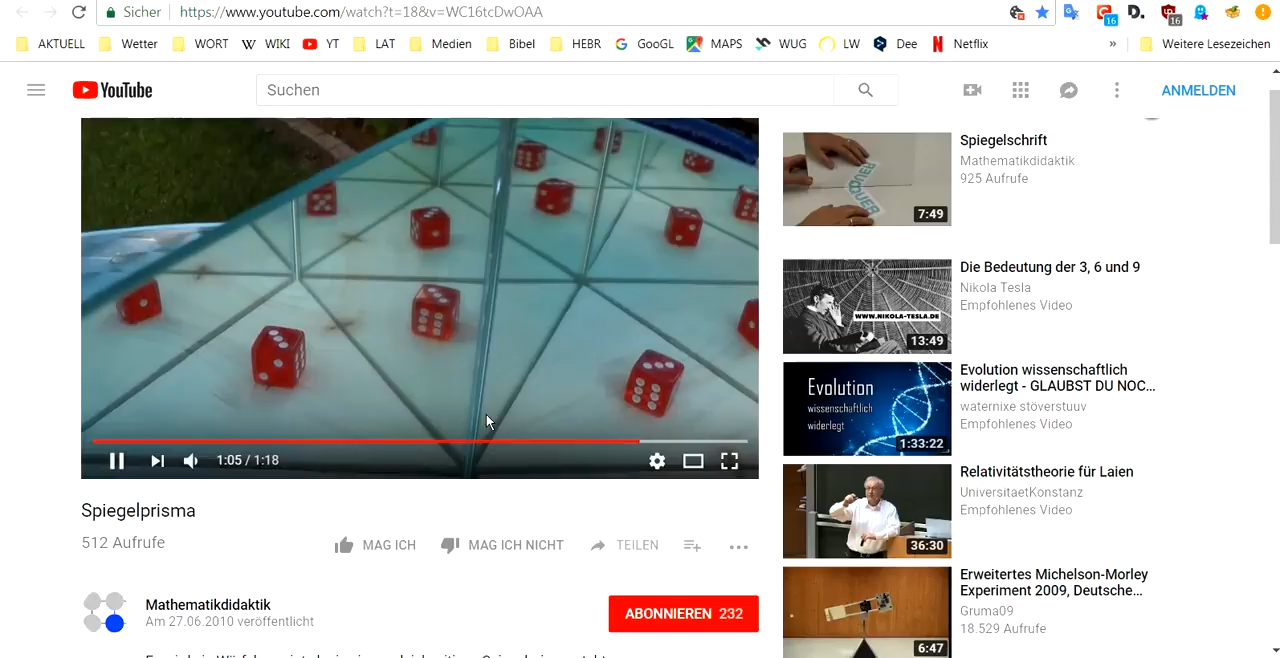 Sicher
https://www.youtube.com/watch?t=18&v=WC16tcDwOAA
16
16
AKTUELL
Wetter
WORT
WIKI
YT
LAT
Medien
Bibel
HEBR
GooGL
MAPS
WUG
LW
Dee
Netflix
»
Weitere Lesezeichen
YouTube
Suchen
ANMELDEN
1:05 / 1:18
Spiegelprisma
512 Aufrufe
MAG ICH
MAG ICH NICHT
TEILEN
Mathematikdidaktik
Am 27.06.2010 veröffentlicht
ABONNIEREN 232
7:49
Spiegelschrift
Mathematikdidaktik
925 Aufrufe
WWW.NIKOLA-TESLA.DE
13:49
Die Bedeutung der 3, 6 und 9
Nikola Tesla
Empfohlenes Video
Evolution
wissenschaftlich
widerlegt
1:33:22
Evolution wissenschaftlich
widerlegt - GLAUBST DU NOC...
waternixe stöverstuuv
Empfohlenes Video
36:30
Relativitätstheorie für Laien
UniversitaetKonstanz
Empfohlenes Video
6:47
Erweitertes Michelson-Morley
Experiment 2009, Deutsche...
Gruma09
18.529 Aufrufe